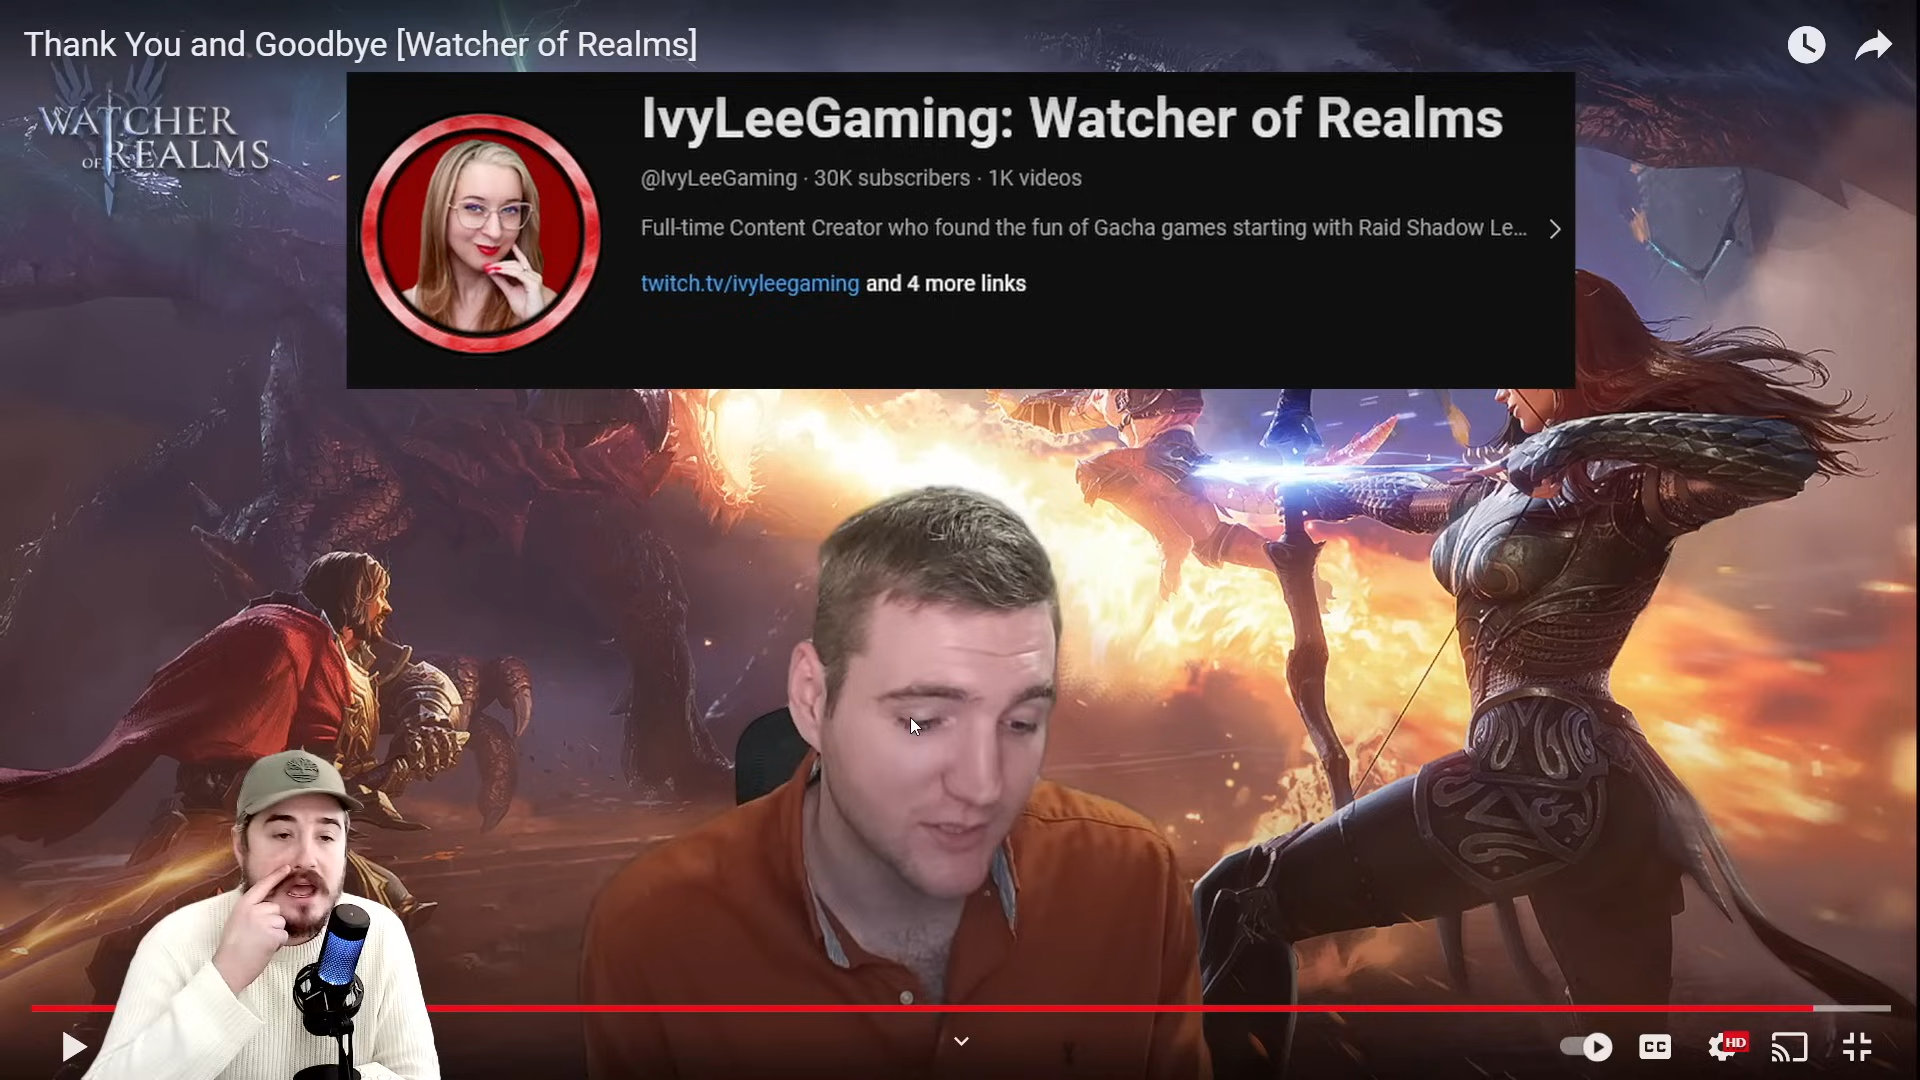 Thank You and Goodbye [Watcher of Realms]
WATCHER
OF REALMS
IvyLeeGaming: Watcher of Realms
@IvyLeeGaming · 30K subscribers · 1K videos
Full-time Content Creator who found the fun of Gacha games starting with Raid Shadow Le...
twitch.tv/ivyleegaming and 4 more links
CC
HD